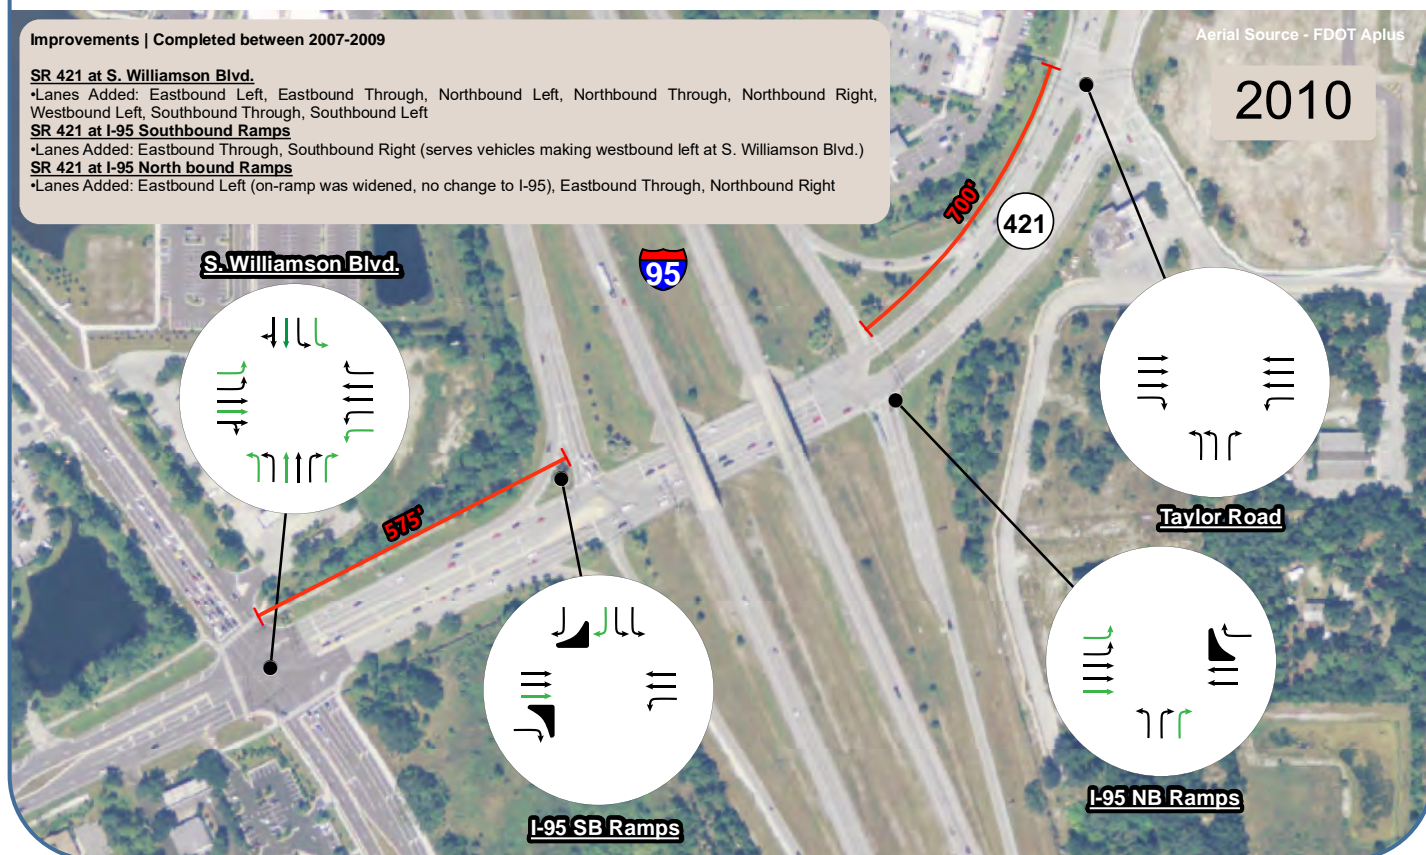 Improvements | Completed between 2007-2009
SR 421 at S. Williamson Blvd.
•Lanes Added: Eastbound Left, Eastbound Through, Northbound Left, Northbound Through, Northbound Right,
Westbound Left, Southbound Through, Southbound Left
SR 421 at I-95 Southbound Ramps
•Lanes Added: Eastbound Through, Southbound Right (serves vehicles making westbound left at S. Williamson Blvd.)
SR 421 at I-95 North bound Ramps
•Lanes Added: Eastbound Left (on-ramp was widened, no change to I-95), Eastbound Through, Northbound Right
Aerial Source - FDOT Aplus
2010
700'
421
S. Williamson Blvd.
95
575'
Taylor Road
I-95 NB Ramps
I-95 SB Ramps